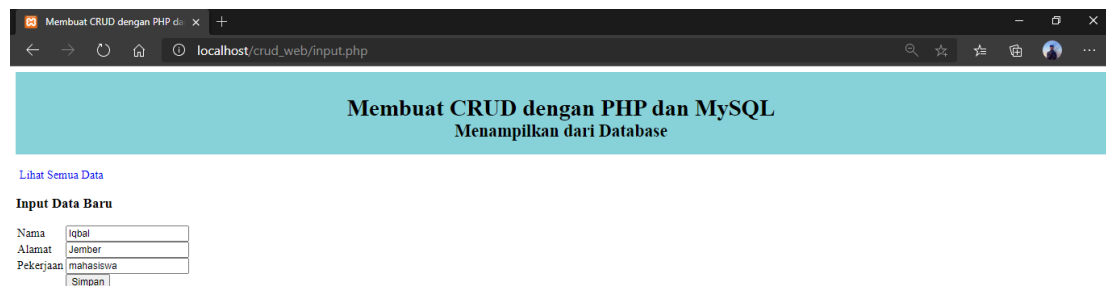 Membuat CRUD dengan PHP da
localhost/crud_web/input.php
Membuat CRUD dengan PHP dan MySQL
Menampilkan dari Database
Lihat Semua Data
Input Data Baru
Nama Iqbal
Alamat Jember
Pekerjaan mahasiswa
Simpan